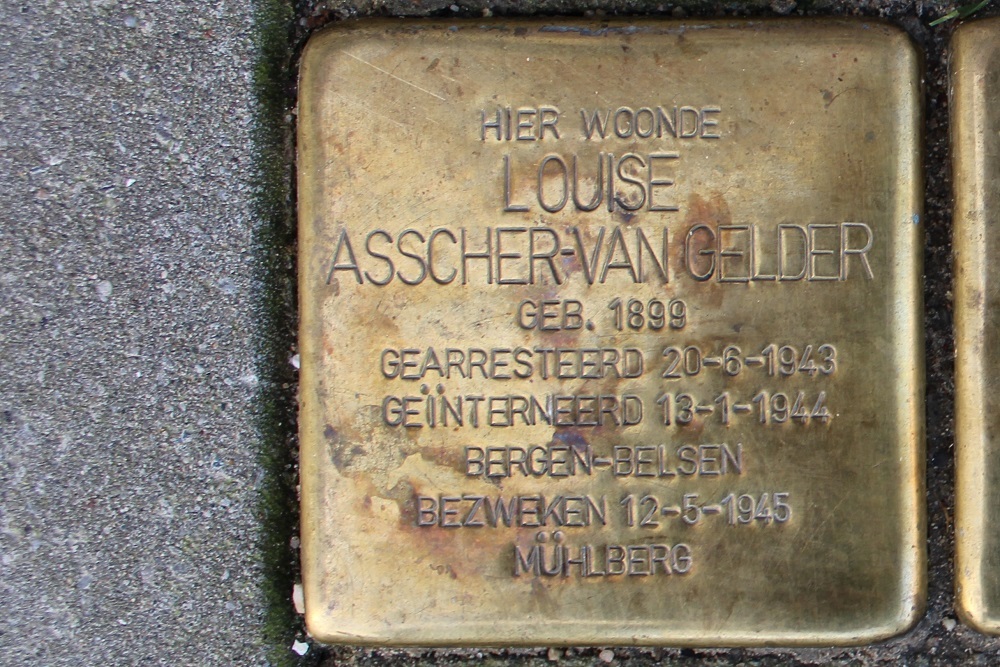 HIER WOONDE
LOUISE
ASSCHER-VAN GELDER
GEB. 1899
GEARRESTEERD 20-6-1943
GEÏNTERNEERD 13-1-1944
BERGEN-BELSEN
BEZWEKEN 12-5-1945
MÜHLBERG